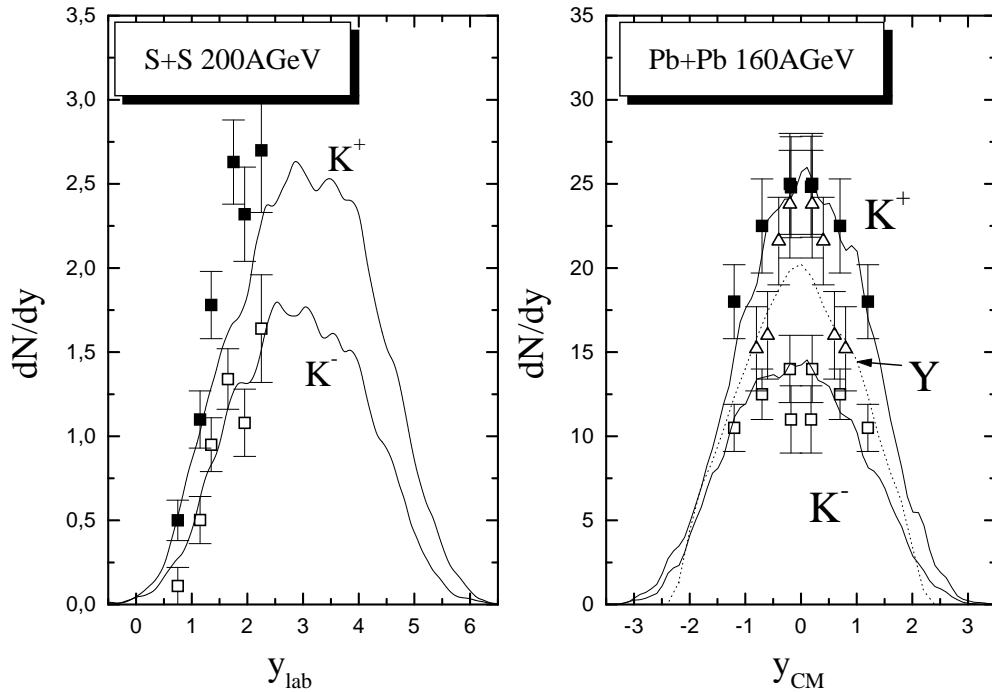 S+S 200AGeV
3,5
3,0
2,5
2,0
1,5
1,0
0,5
0,0
dN/dy
K⁺
K⁻
0 1 2 3 4 5 6
y_lab
Pb+Pb 160AGeV
35
30
25
20
15
10
5
0
dN/dy
K⁺
Y
K⁻
-3 -2 -1 0 1 2 3
y_CM